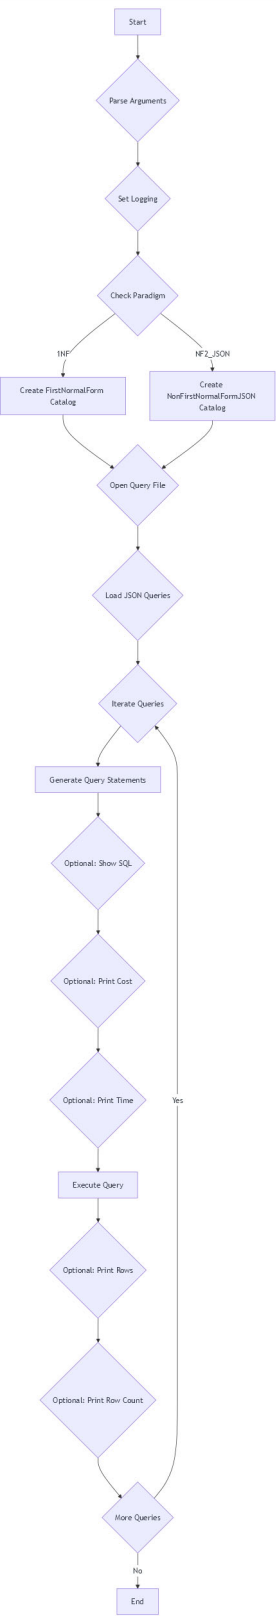 Start
Parse Arguments
Set Logging
Check Paradigm
1NF
NF2_JSON
Create FirstNormalForm
Catalog
Create
NonFirstNormalFormJSON
Catalog
Open Query File
Load JSON Queries
Iterate Queries
Generate Query Statements
Optional: Show SQL
Optional: Print Cost
Optional: Print Time
Yes
Execute Query
Optional: Print Rows
Optional: Print Row Count
More Queries
No
End